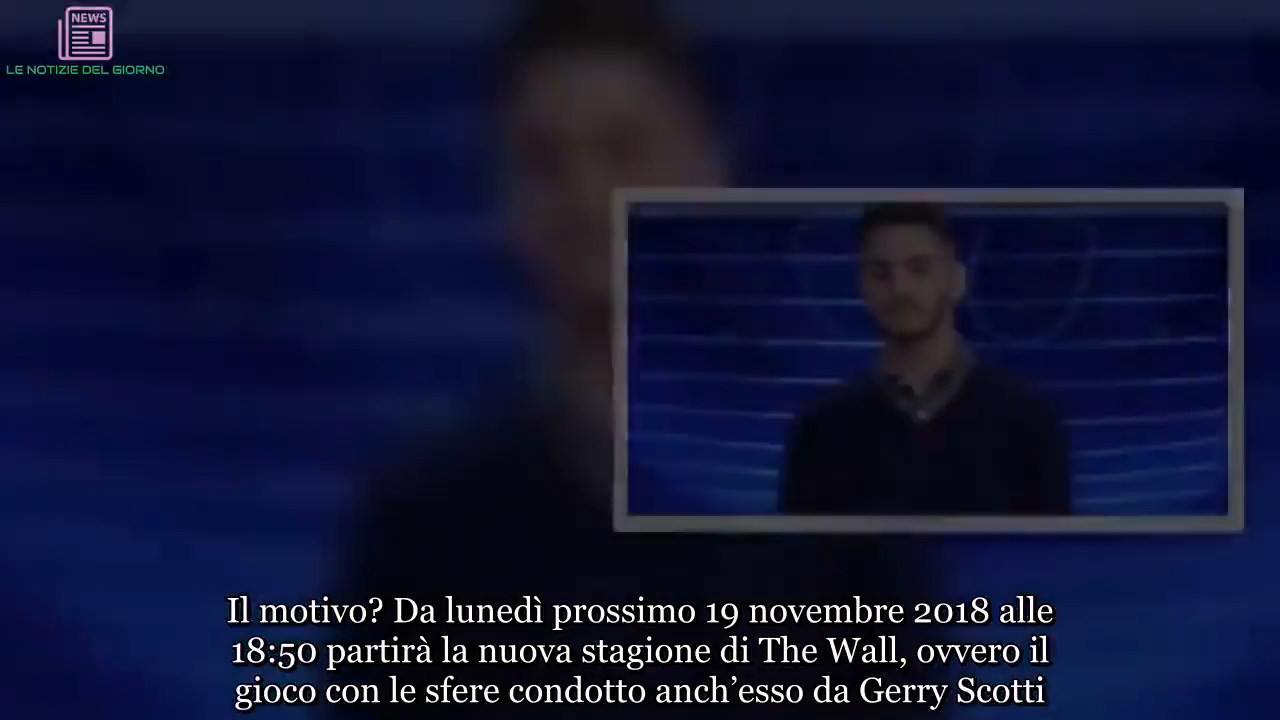 NEWS
LE NOTIZIE DEL GIORNO
Il motivo? Da lunedì prossimo 19 novembre 2018 alle
18:50 partirà la nuova stagione di The Wall, ovvero il
gioco con le sfere condotto anch’esso da Gerry Scotti